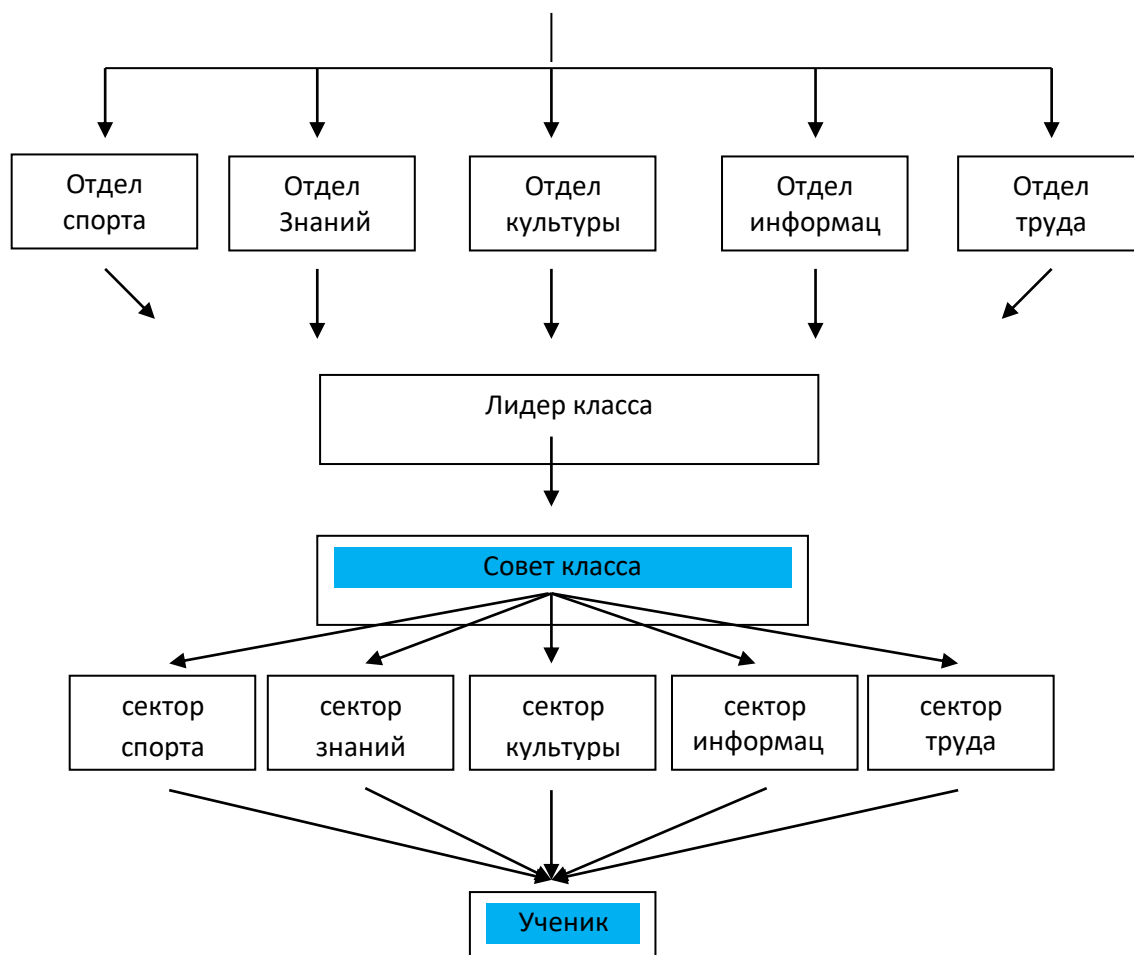 Отдел
спорта
Отдел
Знаний
Отдел
культуры
Отдел
информац
Отдел
труда
Лидер класса
Совет класса
сектор
спорта
сектор
знаний
сектор
культуры
сектор
информац
сектор
труда
Ученик